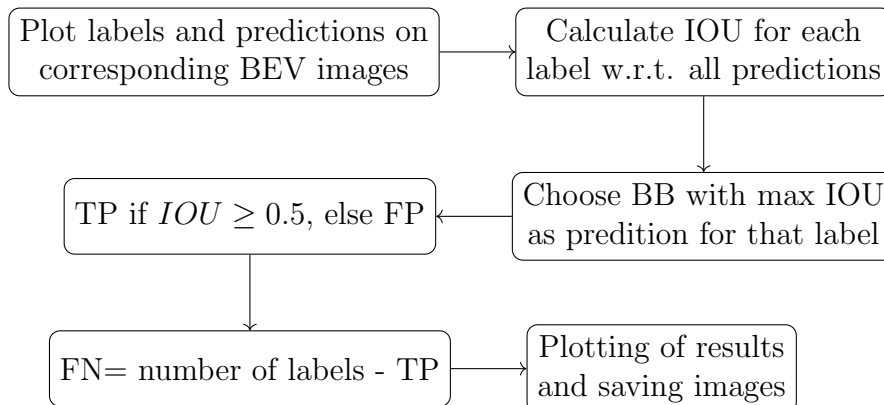 Plot labels and predictions on
corresponding BEV images
Calculate IOU for each
label w.r.t. all predictions
Choose BB with max IOU
as predition for that label
TP if IOU ≥ 0.5, else FP
FN= number of labels - TP
Plotting of results
and saving images